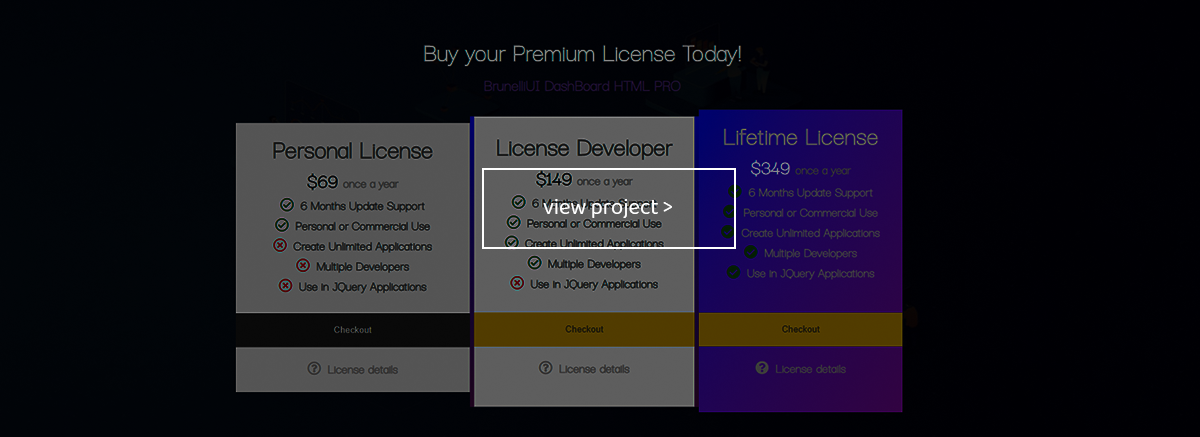 Buy your Premium License Today!
BrunelliUI DashBoard HTML PRO
Personal License
$69 once a year
6 Months Update Support
Personal or Commercial Use
Create Unlimited Applications
Multiple Developers
Use in JQuery Applications
Checkout
License details
License Developer
$149 once a year
6 Months Update Support
view project >
Personal or Commercial Use
Create Unlimited Applications
Multiple Developers
Use in JQuery Applications
Checkout
License details
Lifetime License
$349 once a year
6 Months Update Support
Personal or Commercial Use
Create Unlimited Applications
Multiple Developers
Use in JQuery Applications
Checkout
License details